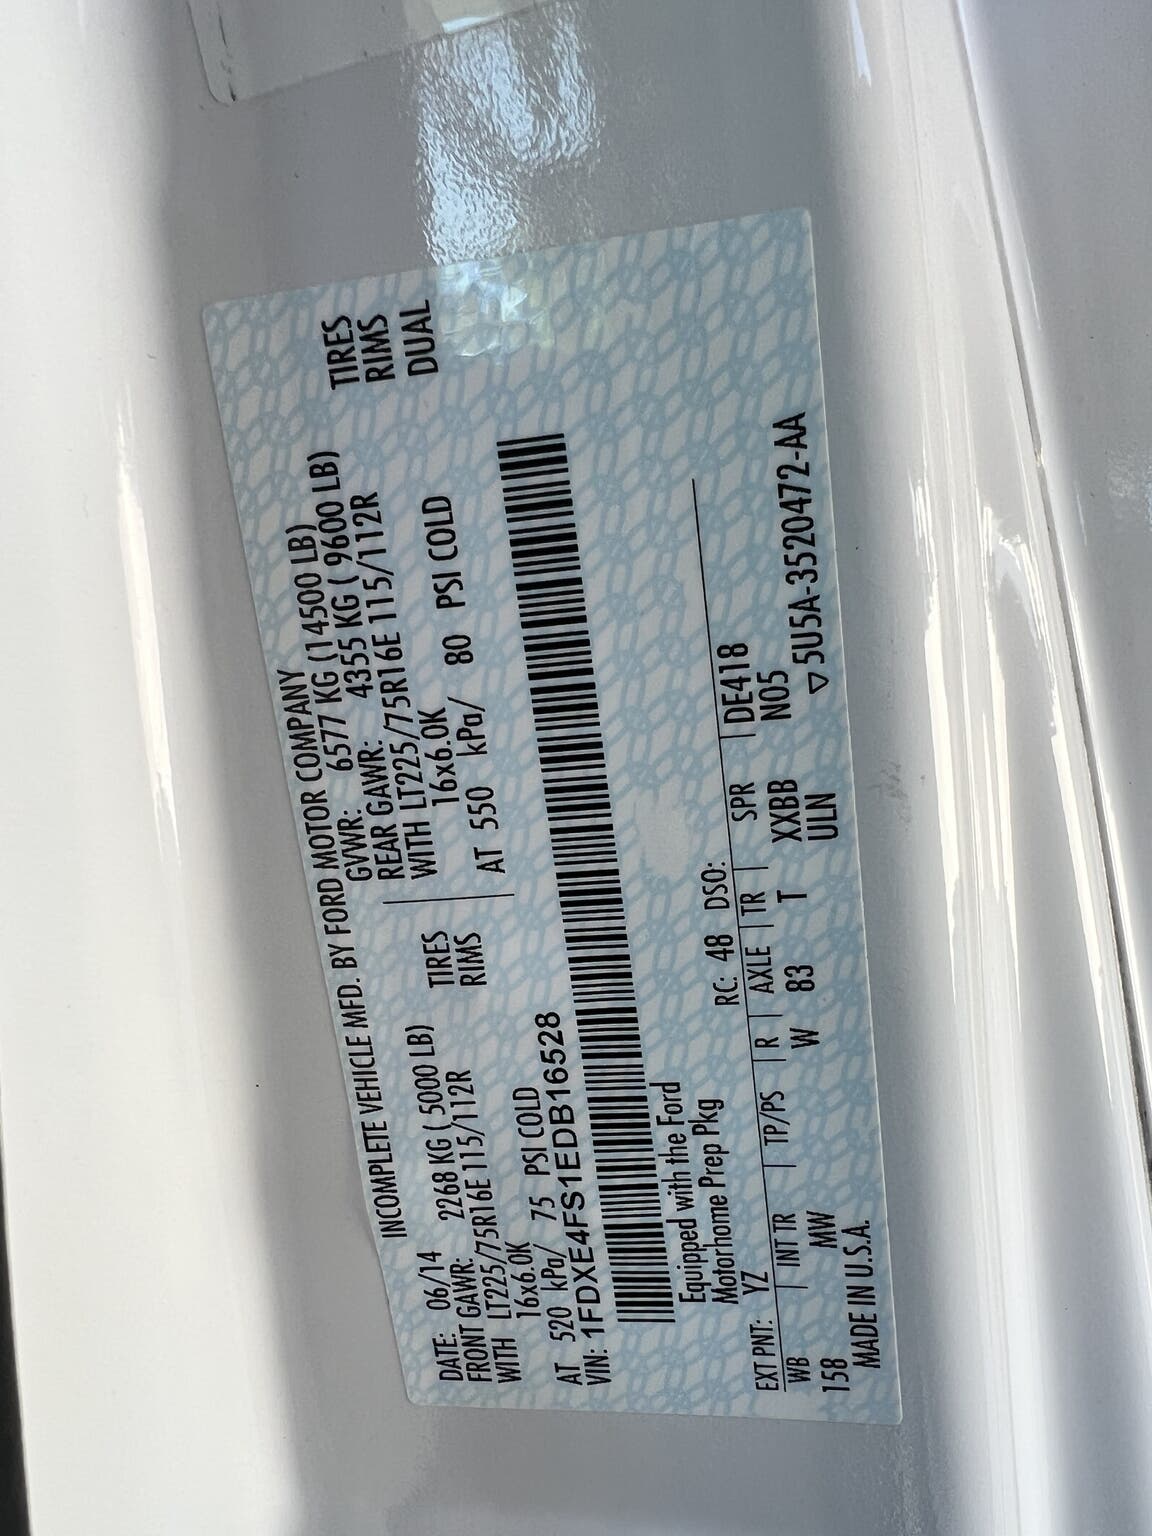 INCOMPLETE VEHICLE MFD. BY FORD MOTOR COMPANY
DATE: 06/14 GVWR: 6577 KG (14500 LB)
FRONT GAWR: 2268 KG ( 5000 LB) REAR GAWR: 4355 KG ( 9600 LB)
WITH LT225/75R16E 115/112R TIRES WITH LT225/75R16E 115/112R TIRES
16x6.0K RIMS 16x6.0K RIMS
AT 520 kPa/ 75 PSI COLD AT 550 kPa/ 80 PSI COLD DUAL
VIN: 1FDXE4FS1EDB16528
Equipped with the Ford
Motorhome Prep Pkg
EXT PNT: YZ RC: 48 DSO:
WB | INT TR | TP/PS | R | AXLE | TR | SPR | DE418
158 MW W 83 T XXBB N05
ULN
MADE IN U.S.A. ▽5U5A-3520472-AA